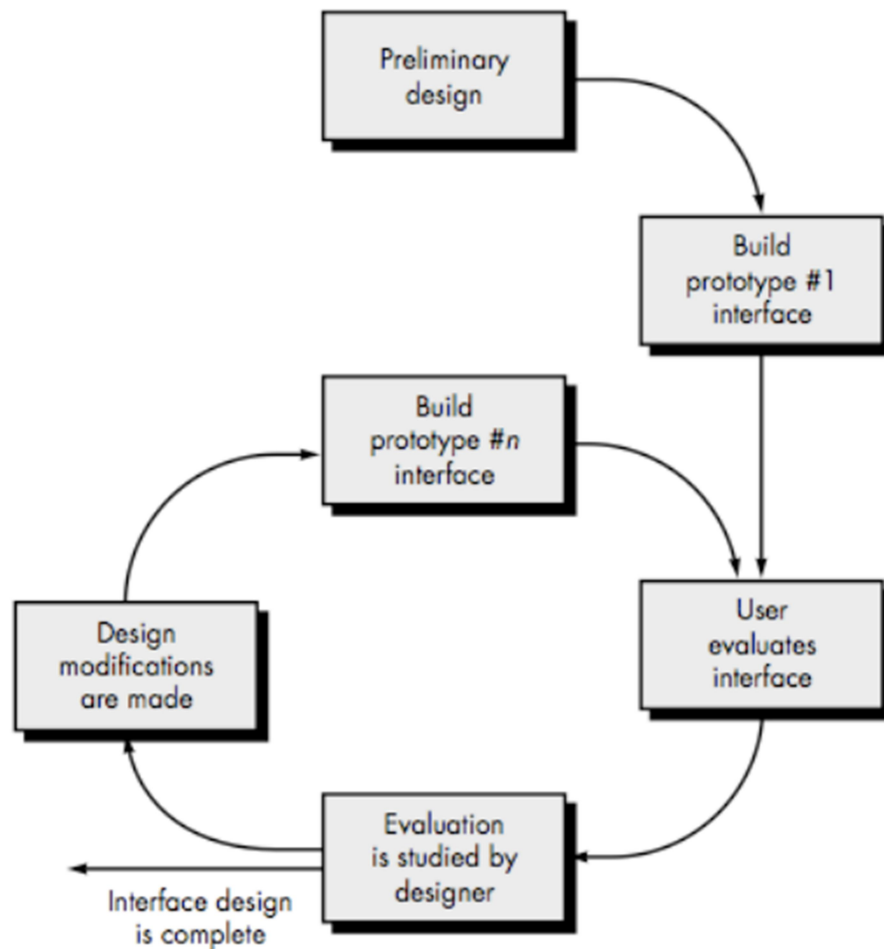 Preliminary
design
Build
prototype #1
interface
Build
prototype #n
interface
User
evaluates
interface
Design
modifications
are made
Evaluation
is studied by
designer
Interface design
is complete